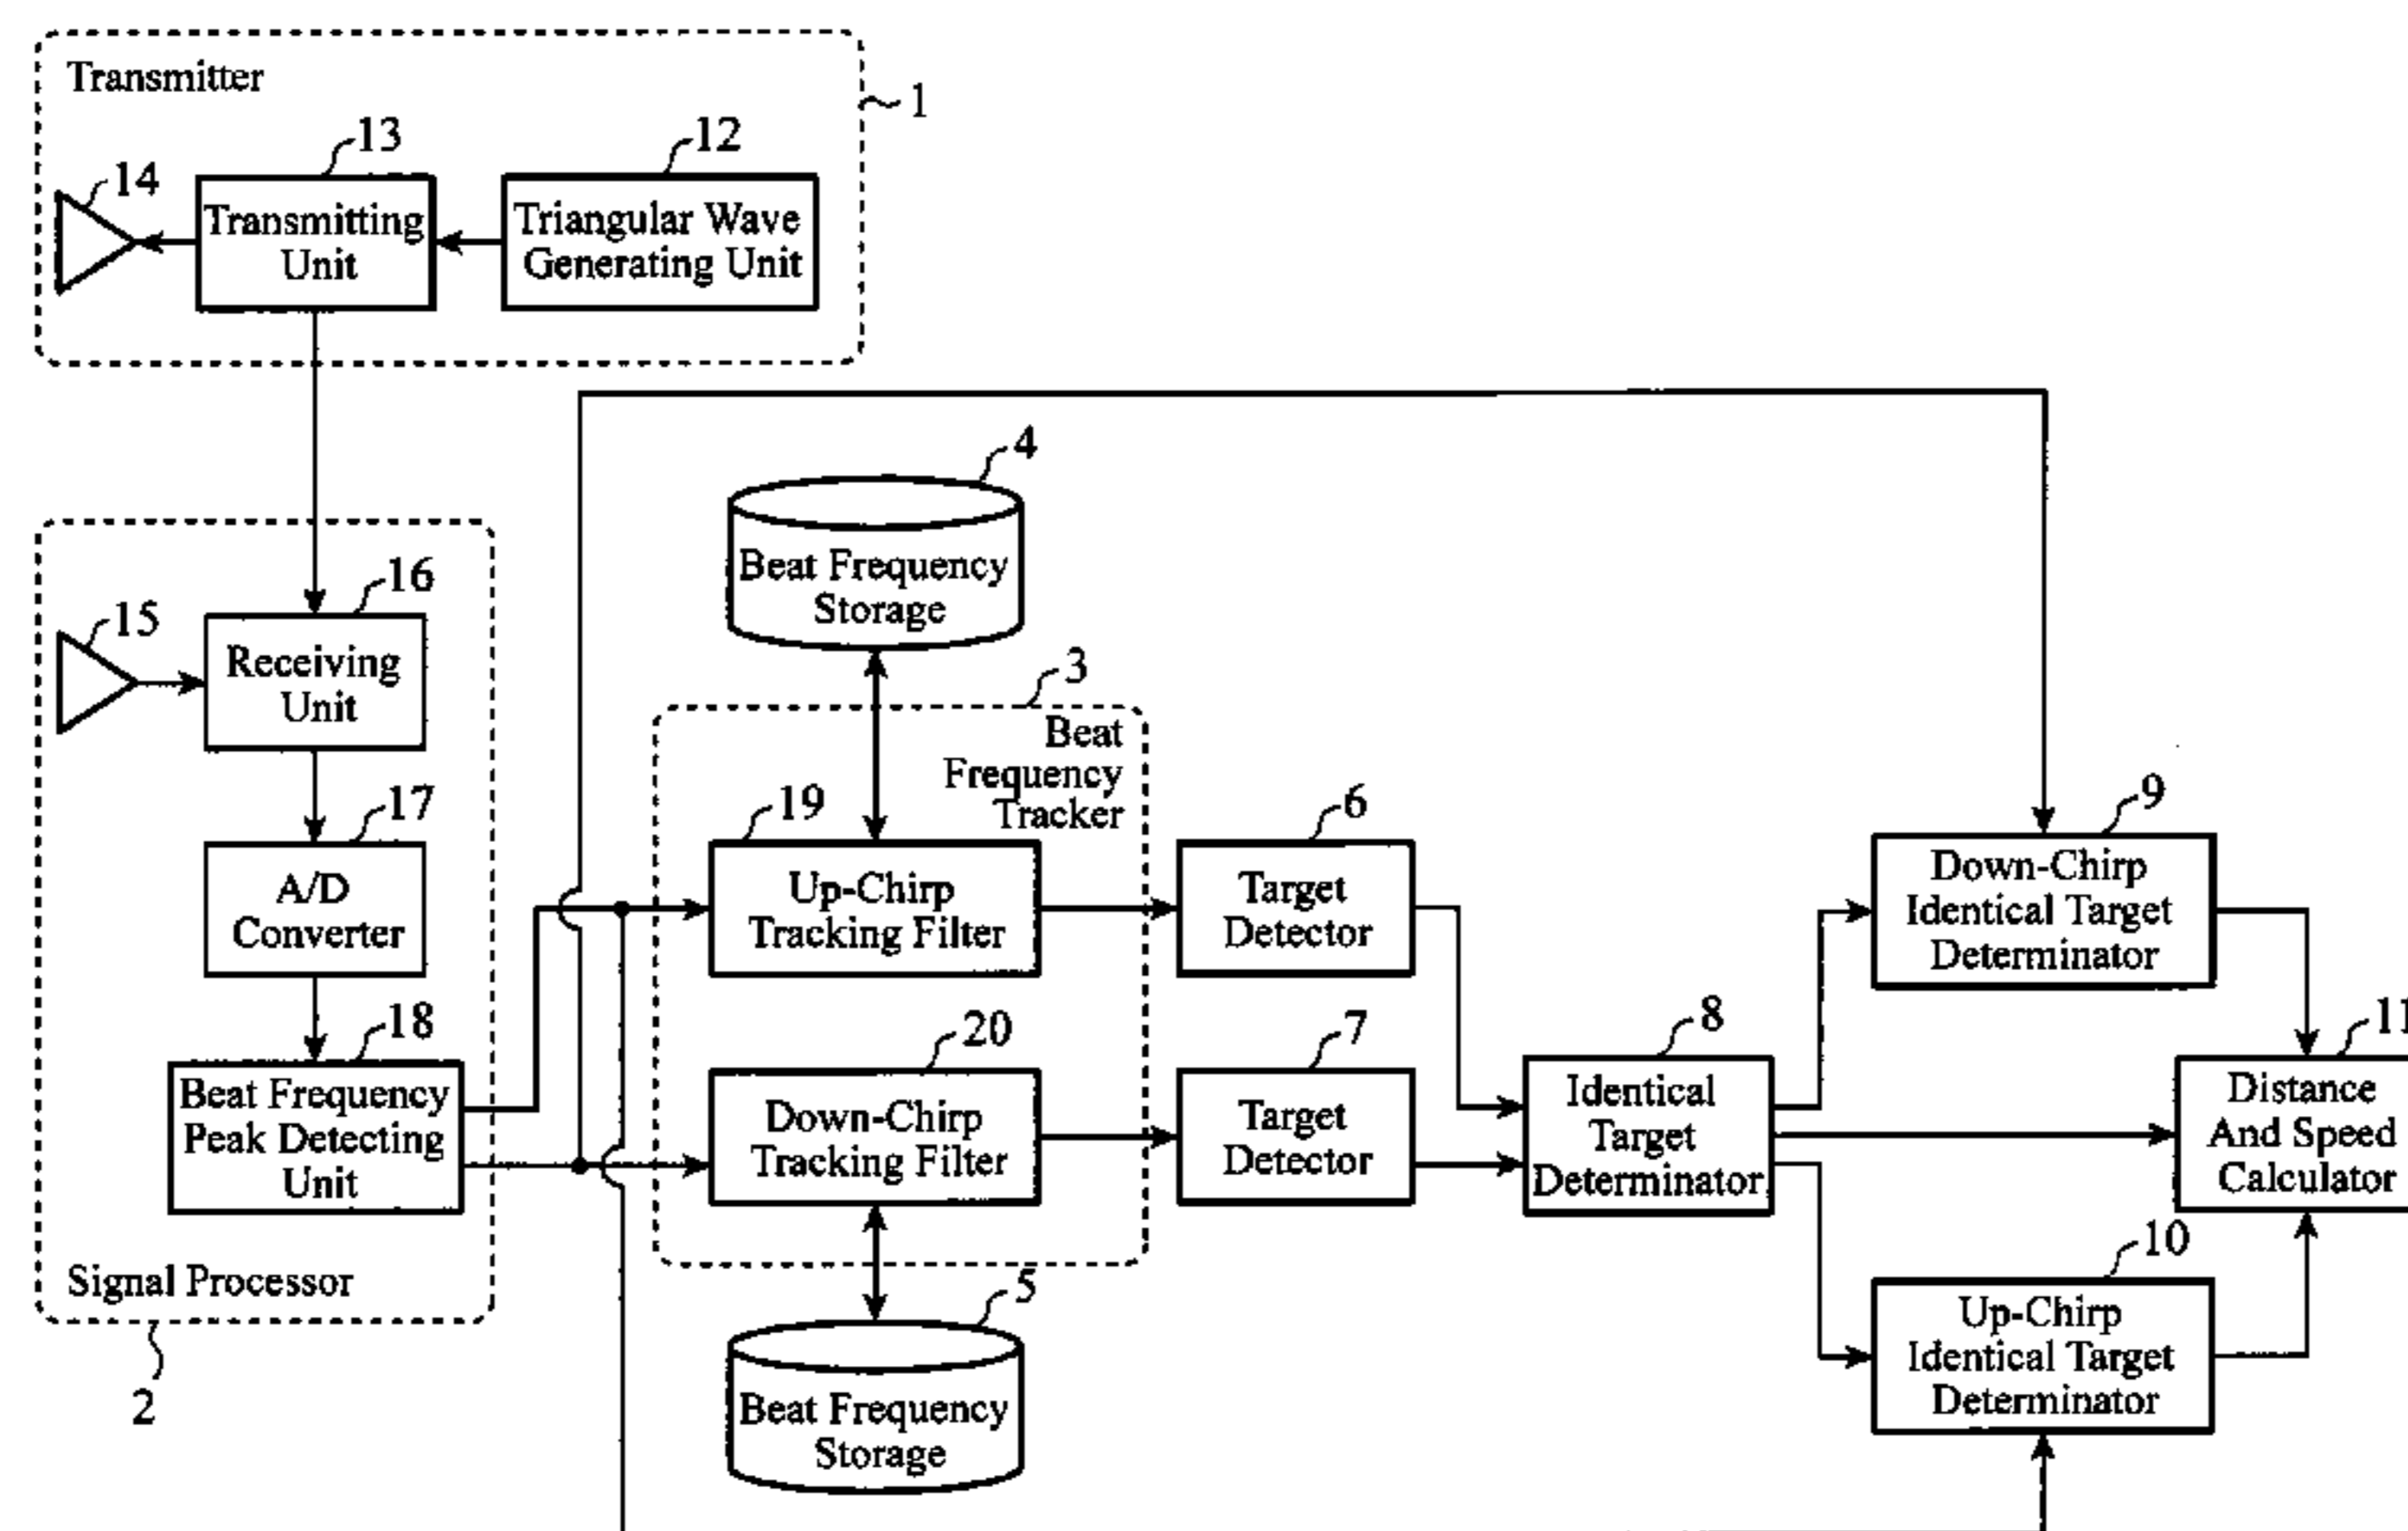 Transmitter
1
13
12
14
Transmitting
Unit
Triangular Wave
Generating Unit
4
Beat Frequency
Storage
16
15
Receiving
Unit
3
Beat
Frequency
Tracker
17
A/D
Converter
19
Up-Chirp
Tracking Filter
6
Target
Detector
9
Down-Chirp
Identical Target
Determinator
18
Beat Frequency
Peak Detecting
Unit
20
Down-Chirp
Tracking Filter
7
Target
Detector
8
Identical
Target
Determinator
11
Distance
And Speed
Calculator
Signal Processor
2
5
Beat Frequency
Storage
10
Up-Chirp
Identical Target
Determinator